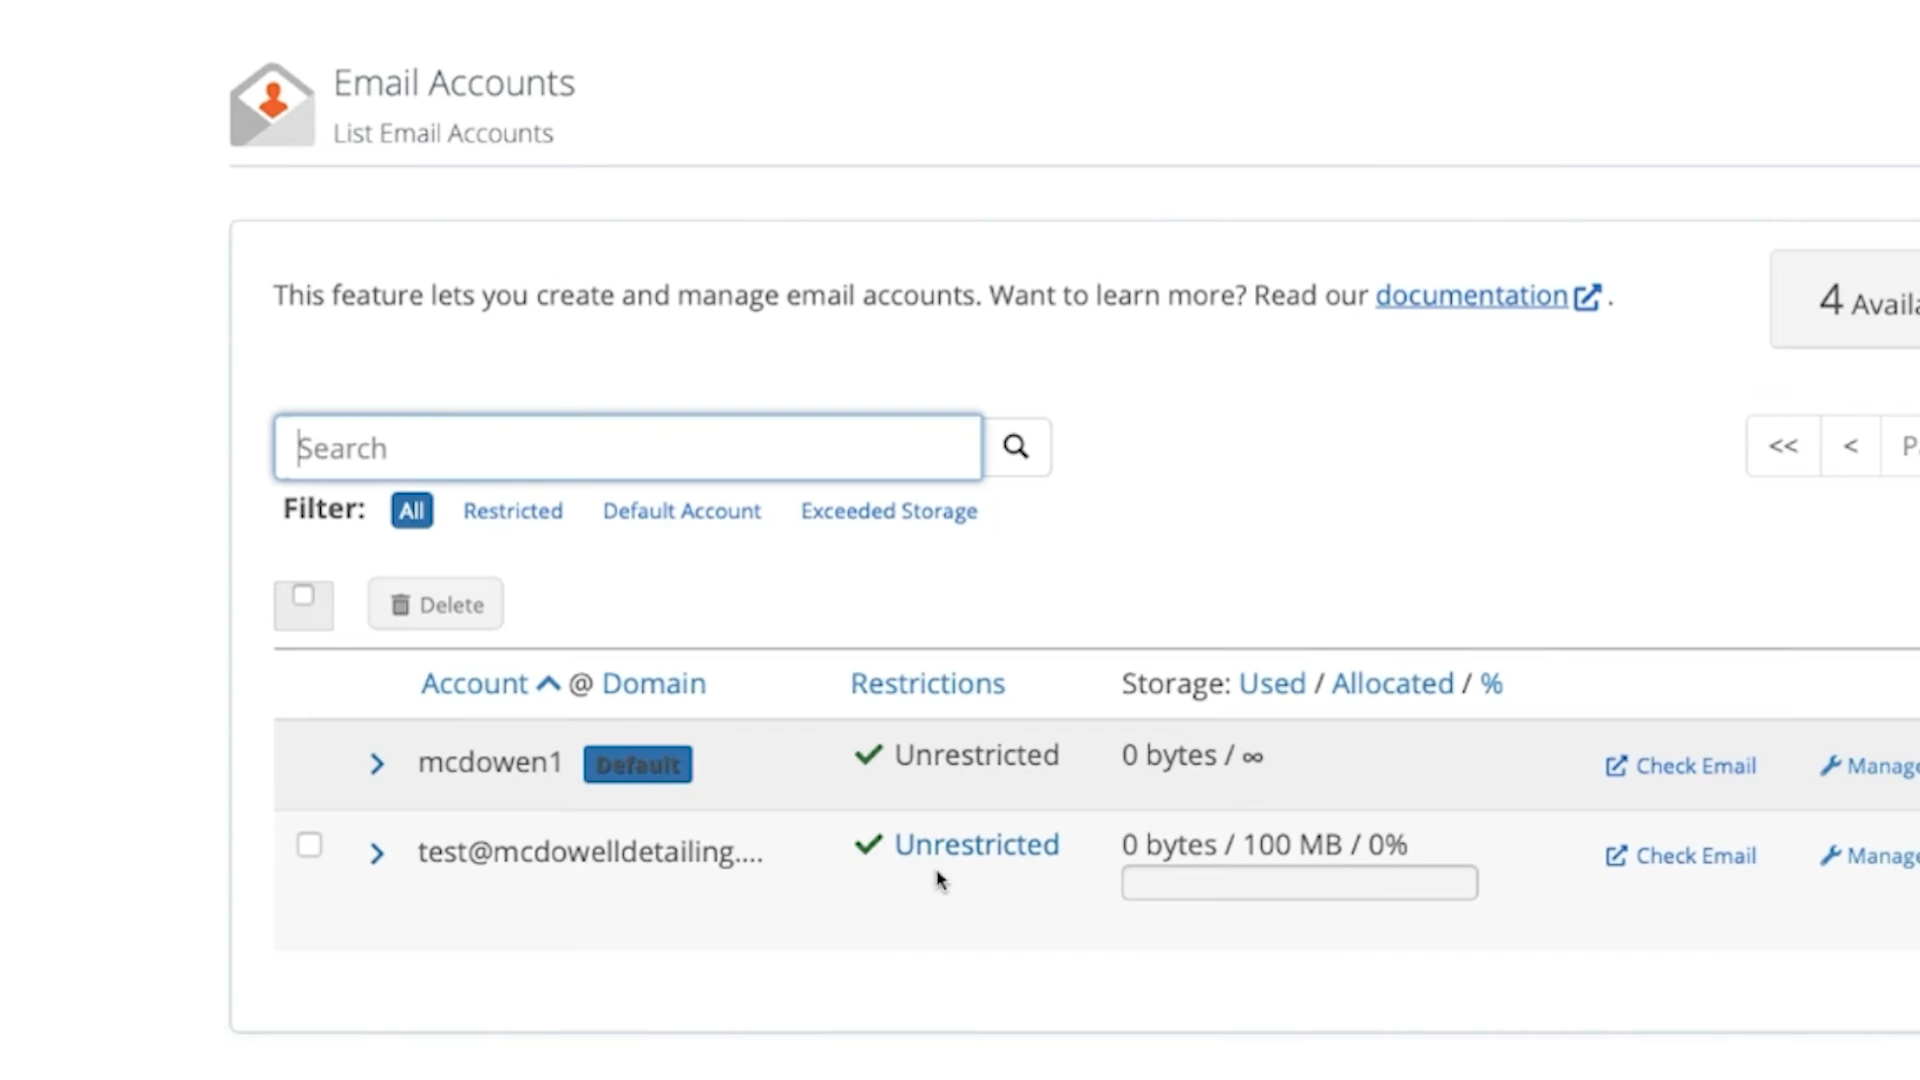 Email Accounts
List Email Accounts
This feature lets you create and manage email accounts. Want to learn more? Read our documentation .
4 Availa
Search
<< <
Filter: All Restricted Default Account Exceeded Storage
Delete
Account @ Domain Restrictions Storage: Used / Allocated / %
mcdowen1 Default Unrestricted 0 bytes / ∞ Check Email Manage
test@mcdowelldetailing.... Unrestricted 0 bytes / 100 MB / 0% Check Email Manage